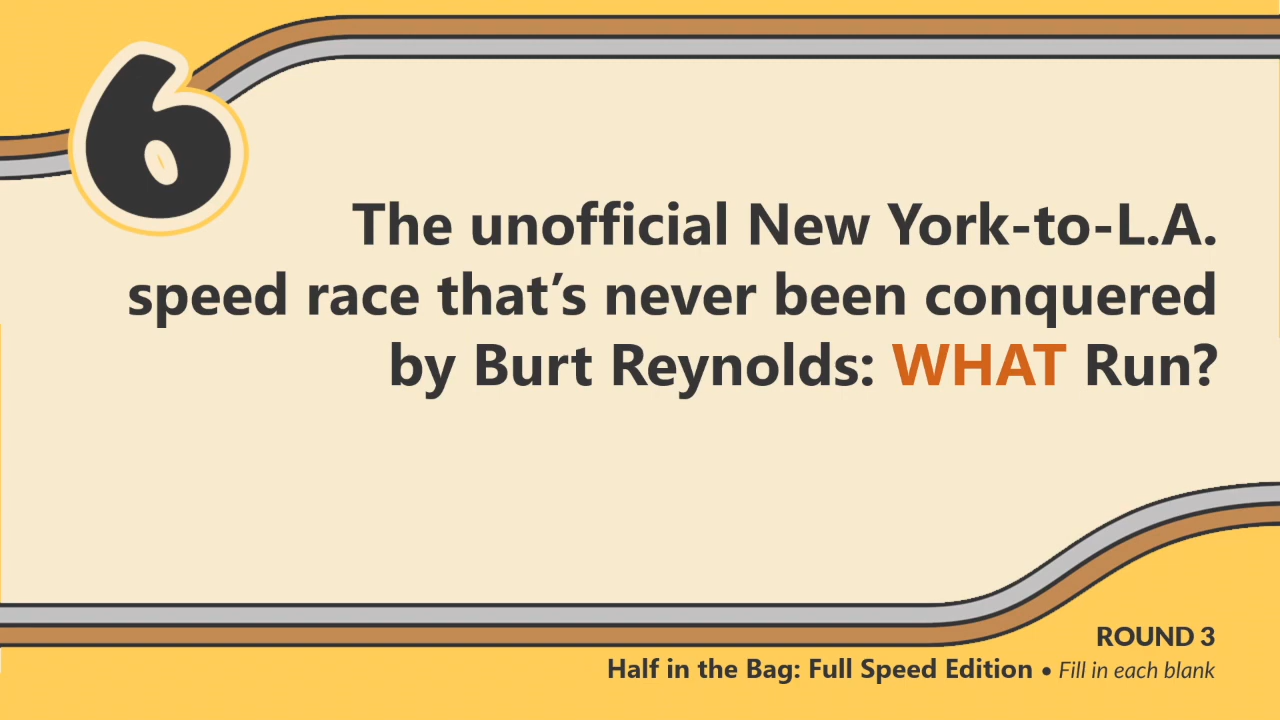 6
The unofficial New York-to-L.A.
speed race that’s never been conquered
by Burt Reynolds: WHAT Run?
ROUND 3
Half in the Bag: Full Speed Edition • Fill in each blank